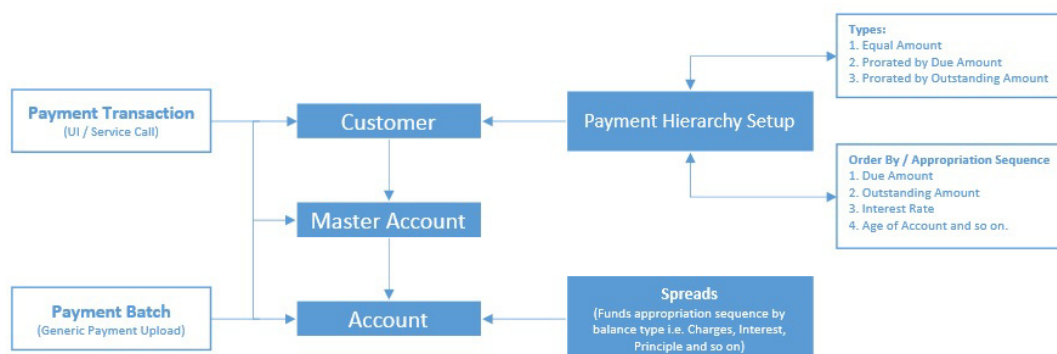 Payment Transaction
(UI / Service Call)
Payment Batch
(Generic Payment Upload)
Customer
Master Account
Account
Payment Hierarchy Setup
Spreads
(Funds appropriation sequence by
balance type i.e. Charges, Interest,
Principle and so on)
Types:
1. Equal Amount
2. Prorated by Due Amount
3. Prorated by Outstanding Amount
Order By / Appropriation Sequence
1. Due Amount
2. Outstanding Amount
3. Interest Rate
4. Age of Account and so on.